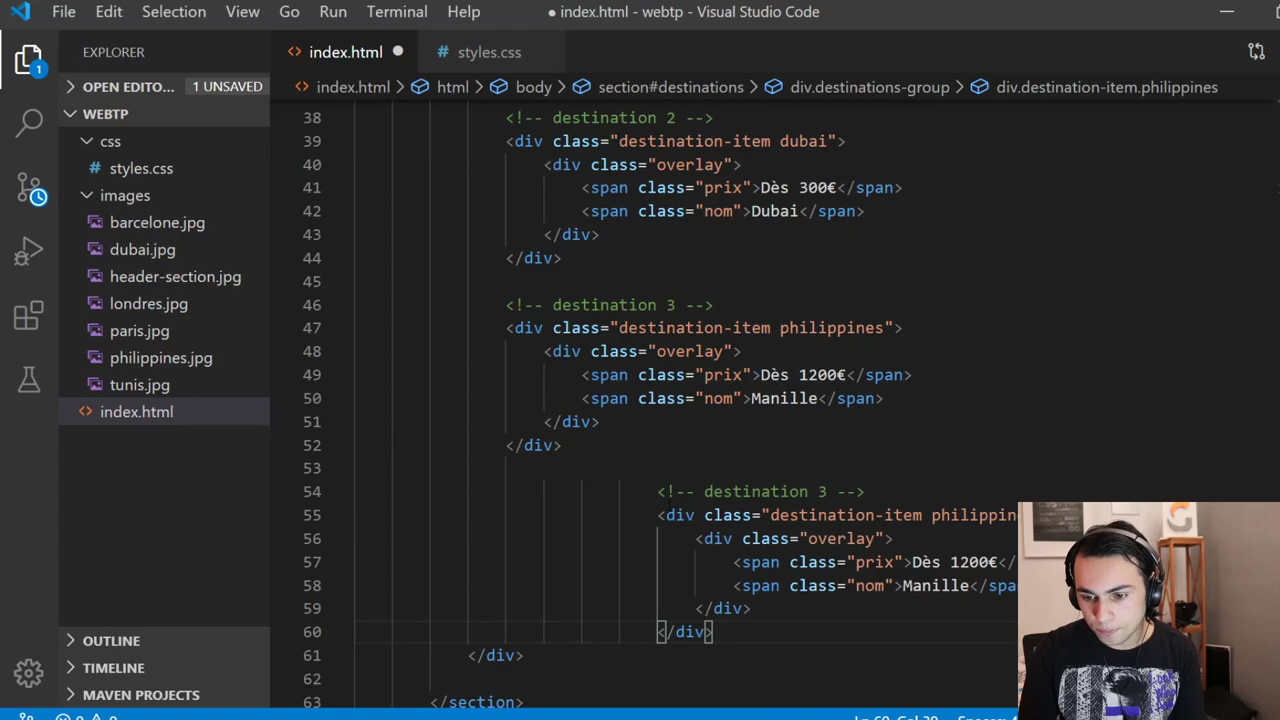 File Edit Selection View Go Run Terminal Help ● index.html - webtp - Visual Studio Code
EXPLORER
<> index.html ●
# styles.css
OPEN EDITO... 1 UNSAVED
<> index.html > html > body > section#destinations > div.destinations-group > div.destination-item.philippines
WEBTP
css
# styles.css
images
barcelone.jpg
dubai.jpg
header-section.jpg
londres.jpg
paris.jpg
philippines.jpg
tunis.jpg
<> index.html
OUTLINE
TIMELINE
MAVEN PROJECTS
1
38 <!-- destination 2 -->
39 <div class="destination-item dubai">
40 <div class="overlay">
41 <span class="prix">Dès 300€</span>
42 <span class="nom">Dubai</span>
43 </div>
44 </div>
45
46 <!-- destination 3 -->
47 <div class="destination-item philippines">
48 <div class="overlay">
49 <span class="prix">Dès 1200€</span>
50 <span class="nom">Manille</span>
51 </div>
52 </div>
53
54 <!-- destination 3 -->
55 <div class="destination-item philippin
56 <div class="overlay">
57 <span class="prix">Dès 1200€</
58 <span class="nom">Manille</spa
59 </div>
60 </div>
61 </div>
62
63 </section>